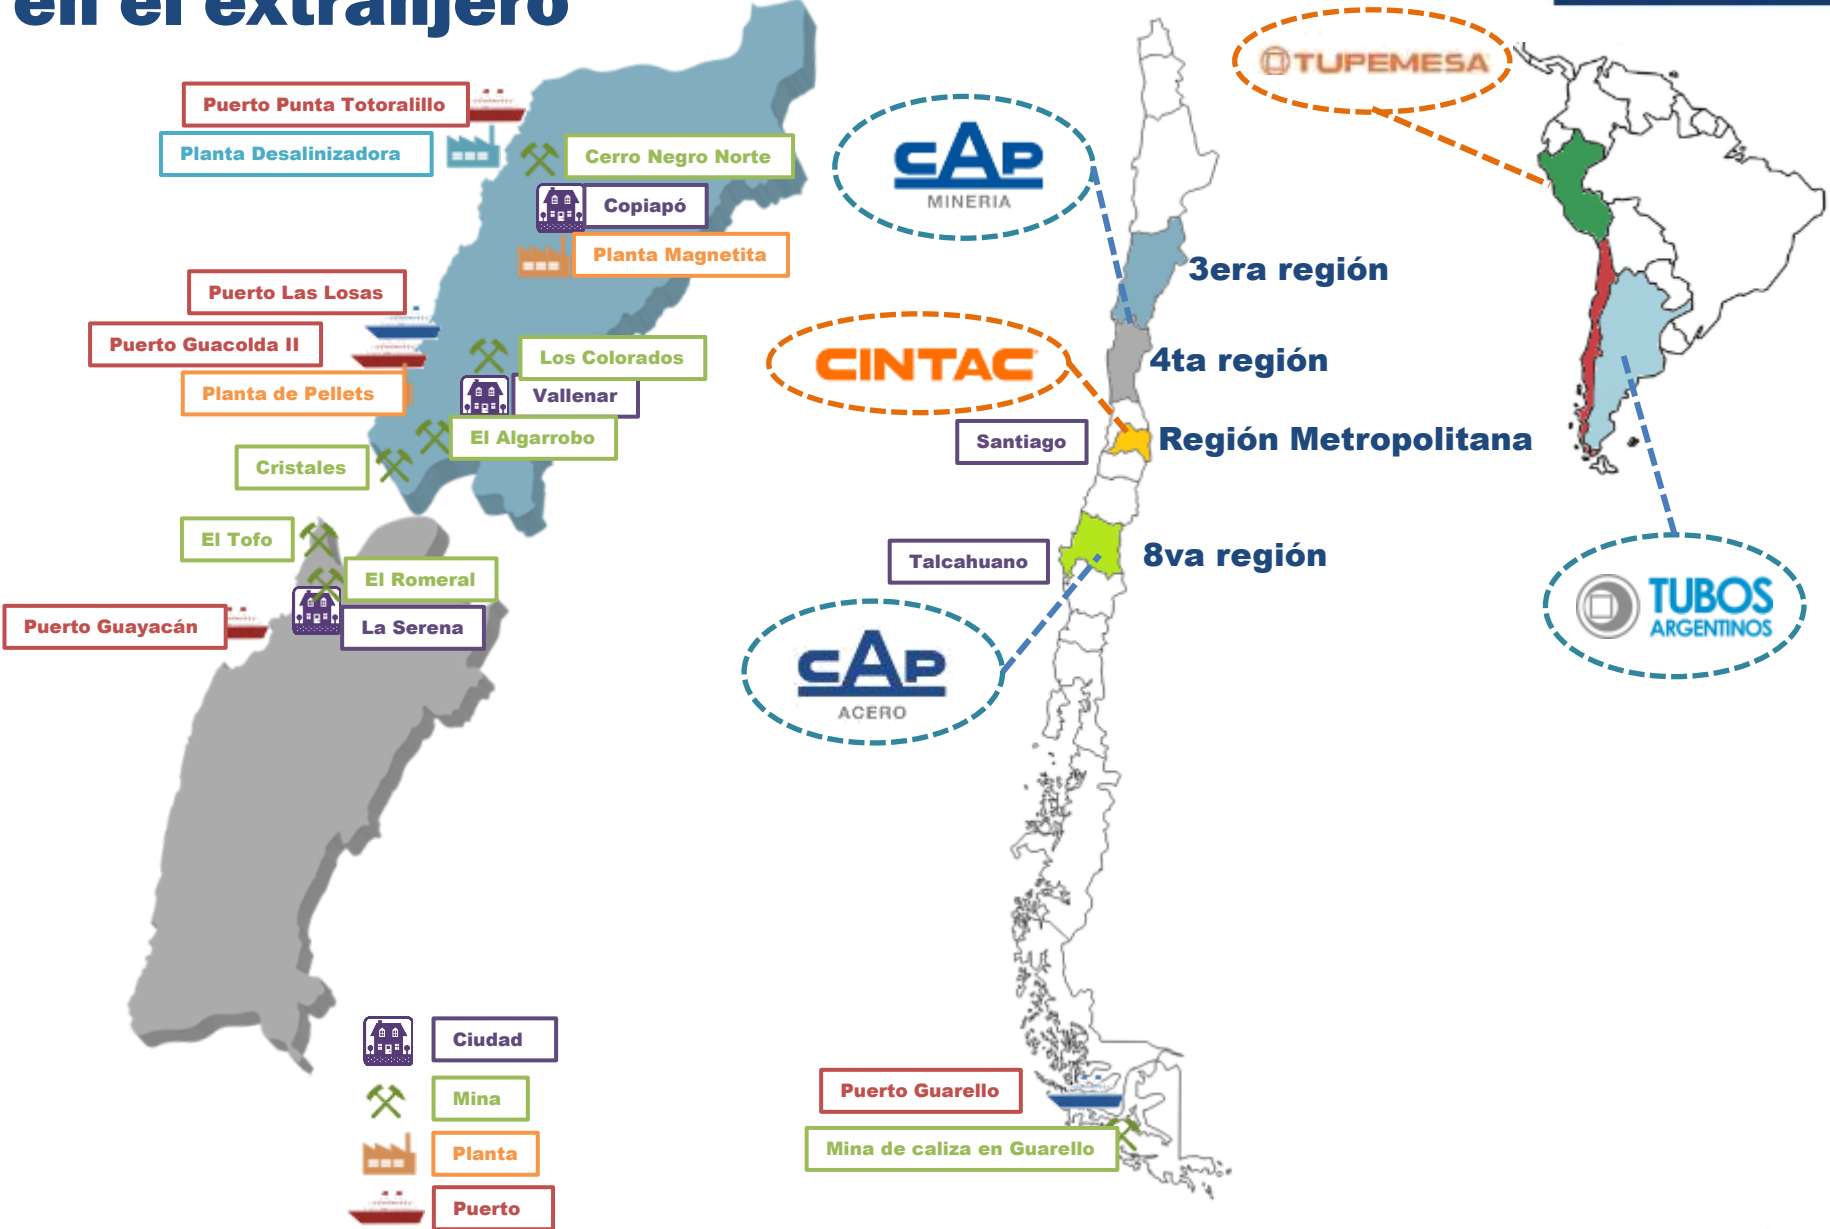 en el extranjero
Puerto Punta Totoralillo
Planta Desalinizadora
Cerro Negro Norte
Copiapó
Planta Magnetita
Puerto Las Losas
Puerto Guacolda II
Los Colorados
Planta de Pellets
Vallenar
El Algarrobo
Cristales
El Tofo
El Romeral
Puerto Guayacán
La Serena
Ciudad
Mina
Planta
Puerto
CAP
MINERIA
CINTAC
Santiago
Talcahuano
CAP
ACERO
3era región
4ta región
Región Metropolitana
8va región
Puerto Guarello
Mina de caliza en Guarello
TUPEMESA
TUBOS
ARGENTINOS